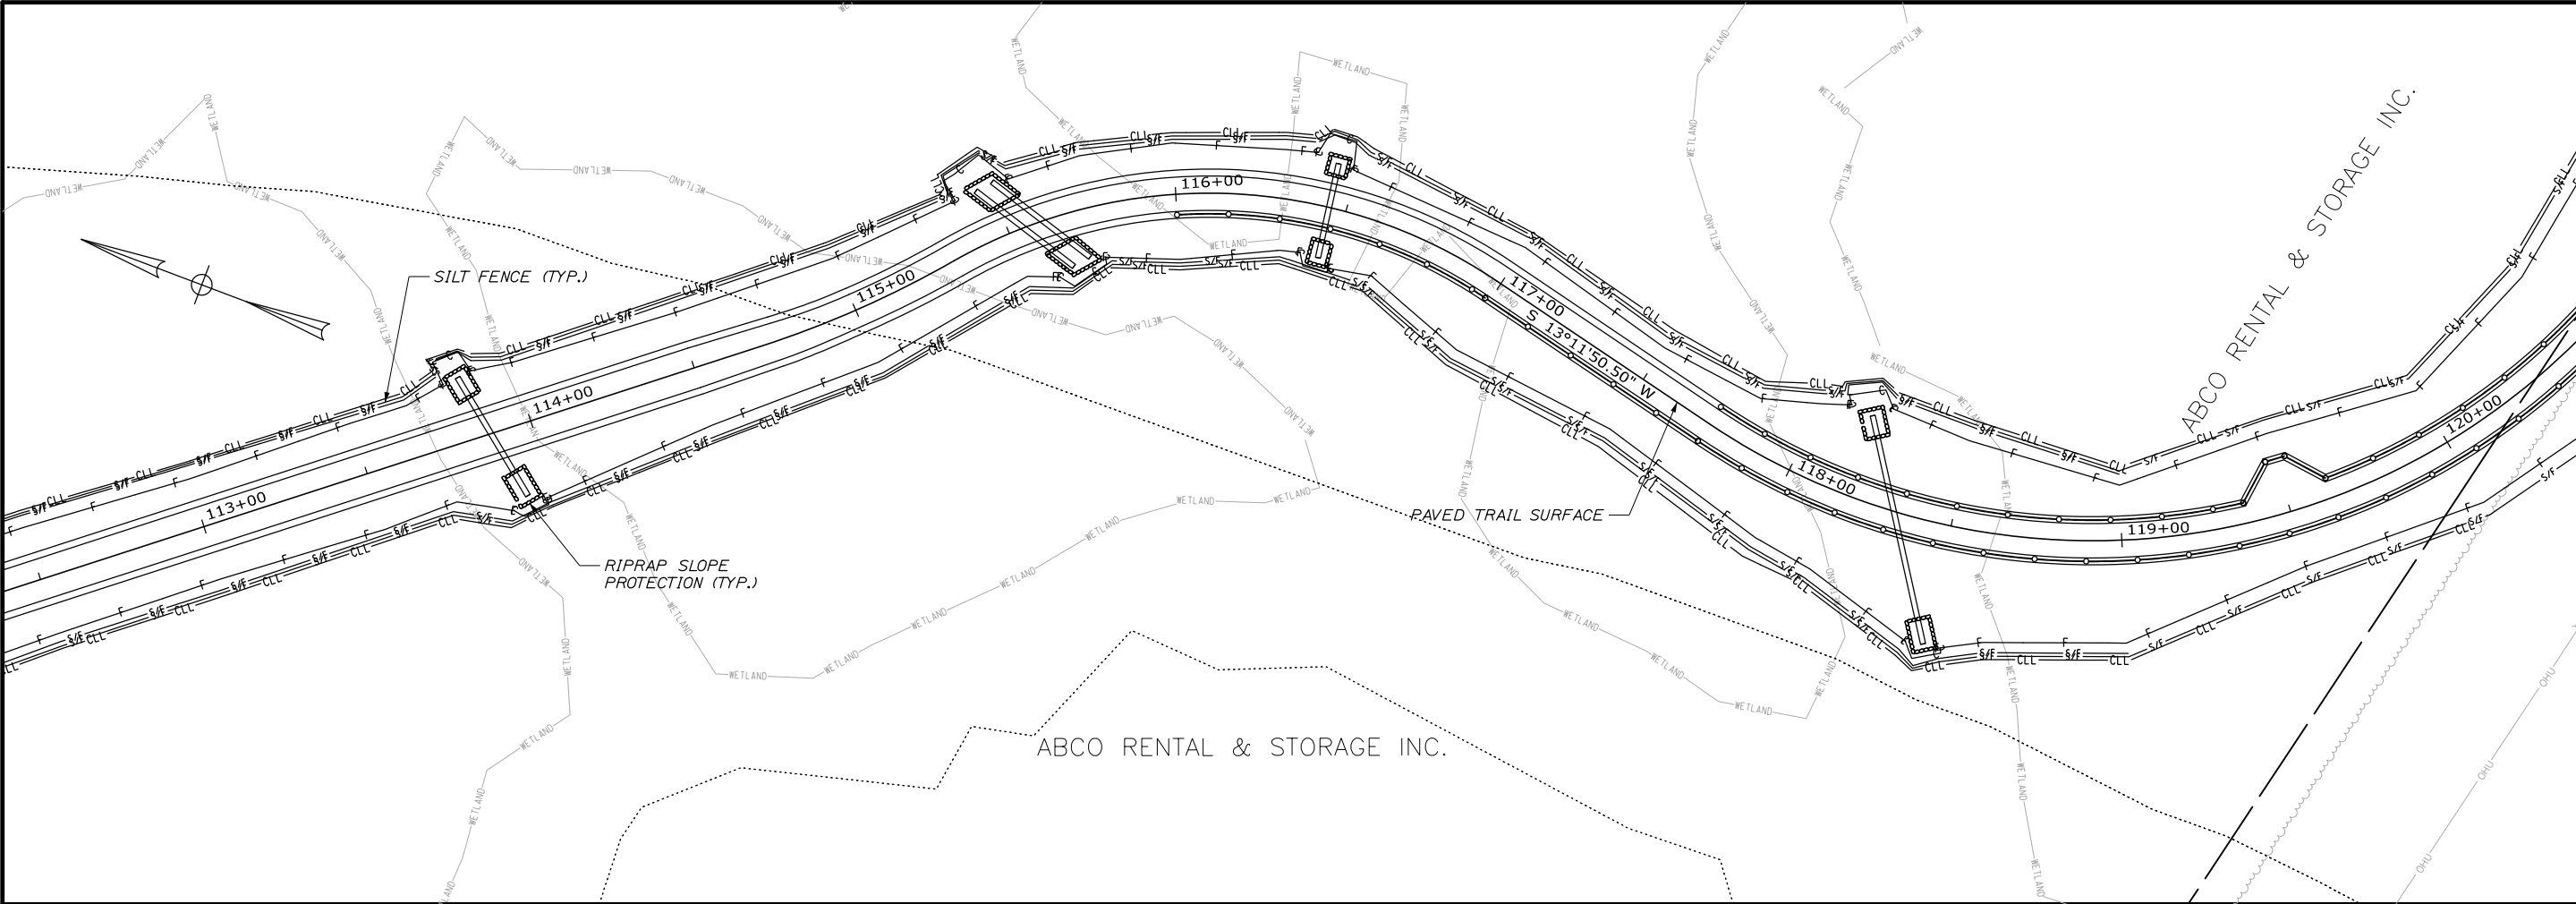 SILT FENCE (TYP.)
RIPRAP SLOPE
PROTECTION (TYP.)
113+00
114+00
115+00
116+00
117+00
S 13°11'50.50" W
PAVED TRAIL SURFACE
118+00
119+00
120+00
ABCO RENTAL & STORAGE INC.
ABCO RENTAL & STORAGE INC.
WETLAND
CLL
S/F
F
C
OHU